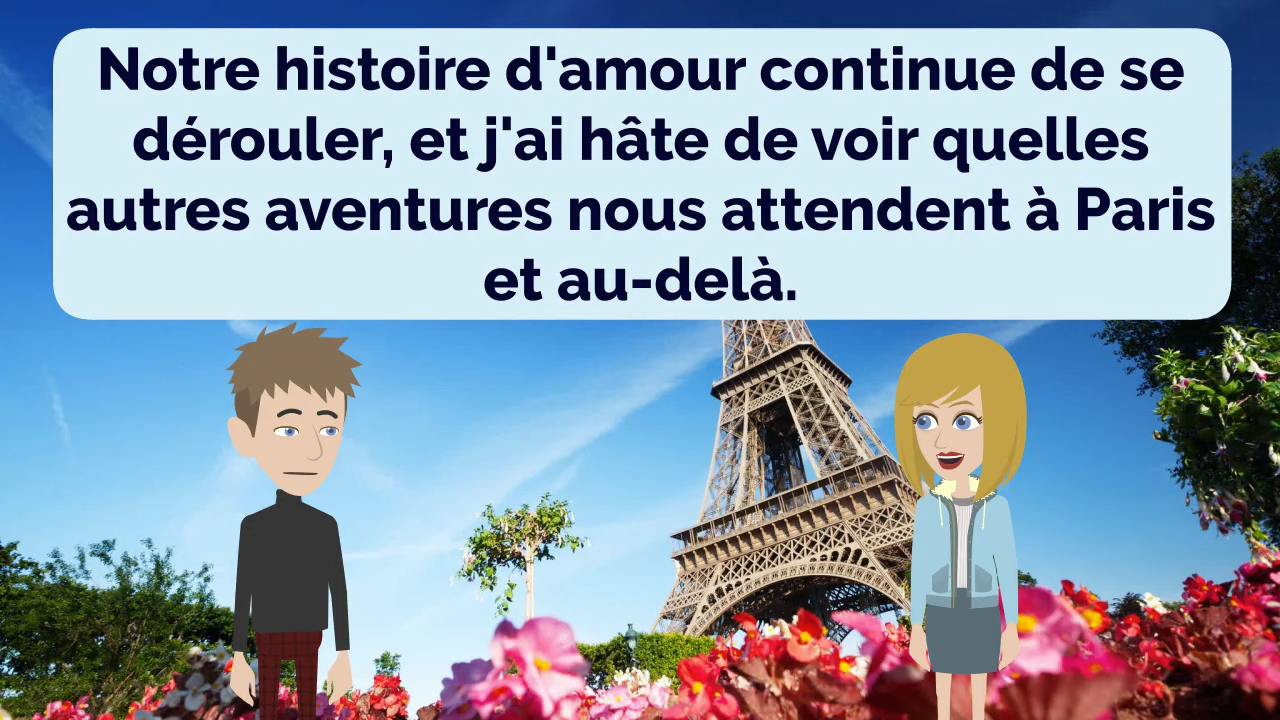 Notre histoire d'amour continue de se
dérouler, et j'ai hâte de voir quelles
autres aventures nous attendent à Paris
et au-delà.